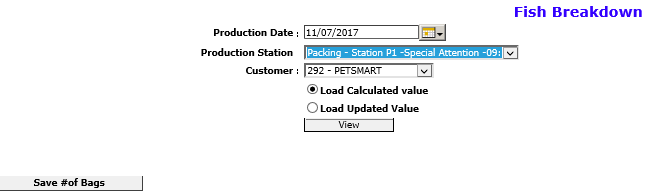 Fish Breakdown
Production Date : 11/07/2017
Production Station Packing - Station P1 -Special Attention -09:
Customer : 292 - PETSMART
Load Calculated value
Load Updated Value
View
Save #of Bags